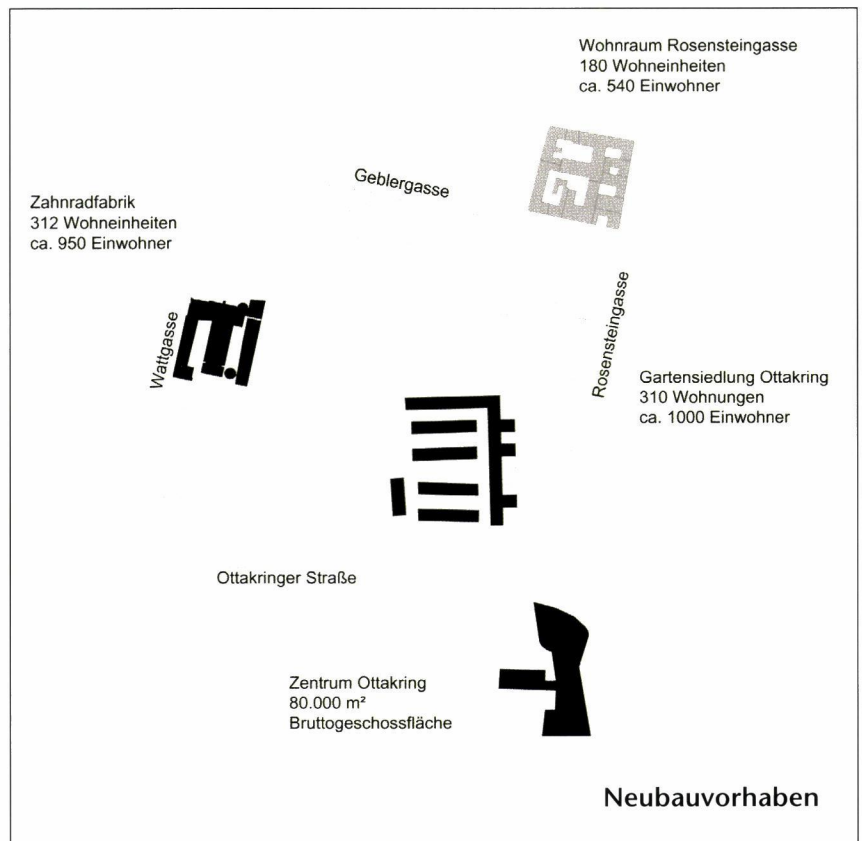 Wohnraum Rosensteingasse
180 Wohneinheiten
ca. 540 Einwohner
Geblergasse
Zahnradfabrik
312 Wohneinheiten
ca. 950 Einwohner
Wattgasse
Rosensteingasse
Gartensiedlung Ottakring
310 Wohnungen
ca. 1000 Einwohner
Ottakringer Straße
Zentrum Ottakring
80.000 m²
Bruttogeschossfläche
Neubauvorhaben